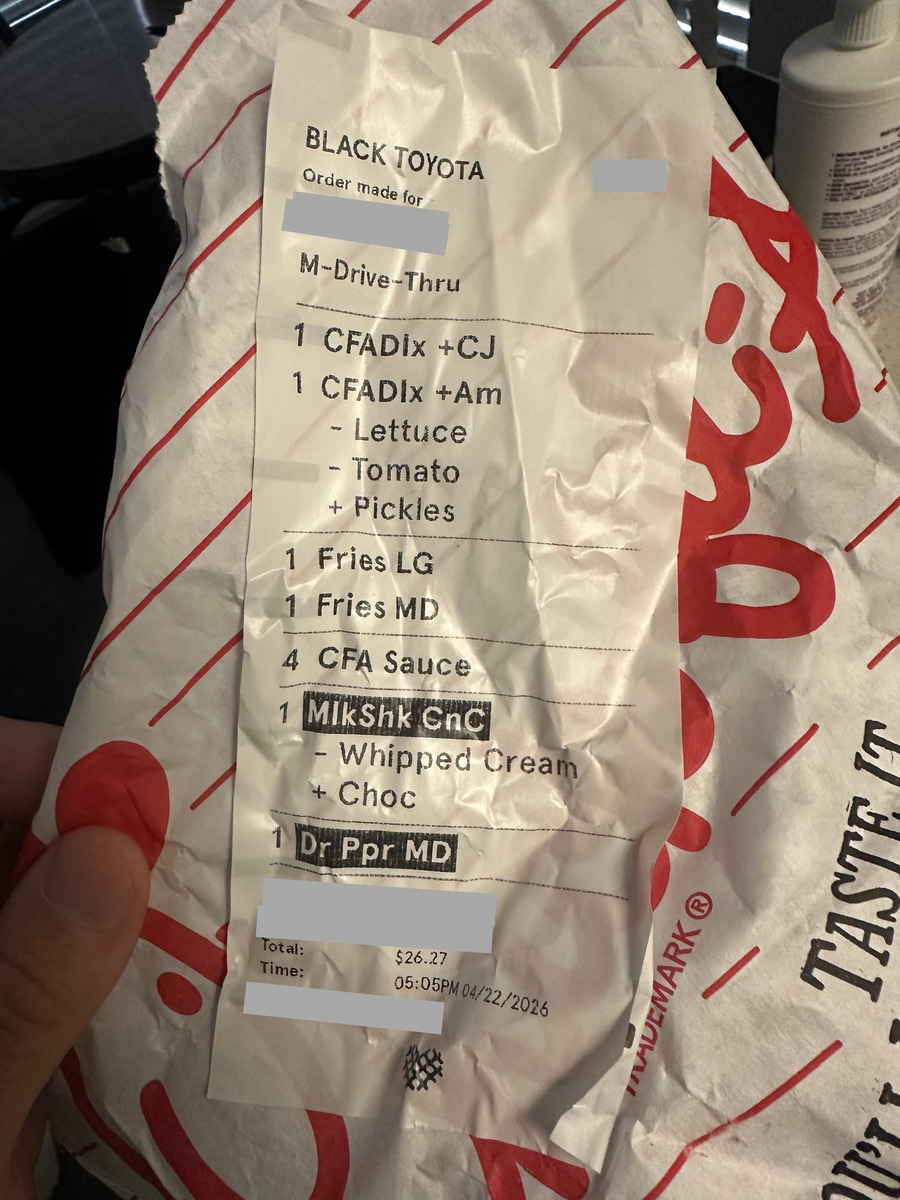 BLACK TOYOTA
Order made for
M-Drive-Thru
1 CFADlx +CJ
1 CFADlx +Am
- Lettuce
- Tomato
+ Pickles
1 Fries LG
1 Fries MD
4 CFA Sauce
1 MlkShk CnC
- Whipped Cream
+ Choc
1 Dr Ppr MD
Total: $26.27
Time: 05:05PM 04/22/2026
TRADEMARK ®
TASTE IT